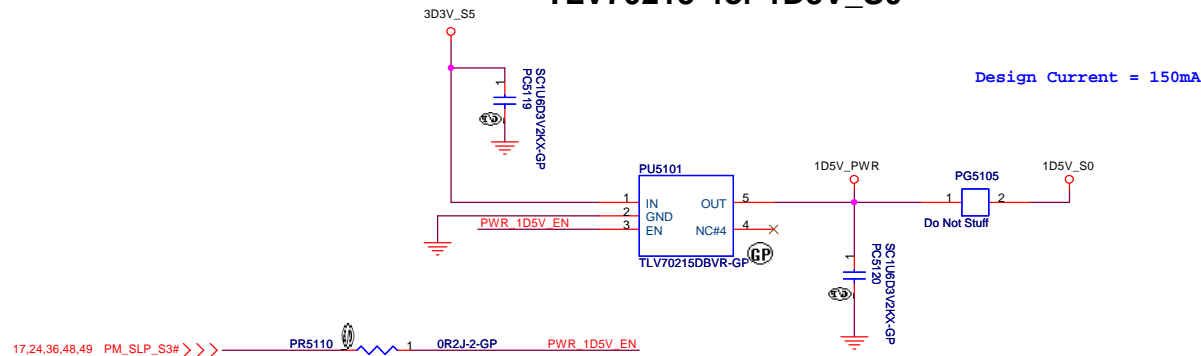 3D3V_S5
SC1U6D3V2KX-GP
PC5119
1
Design Current = 150mA
PU5101
1D5V_PWR
1D5V_S0
PG5105
1 IN OUT 5
1 2
2 GND
PWR_1D5V_EN 3 EN NC#4 4
Do Not Stuff
TLV70215DBVR-GP GP
SC1U6D3V2KX-GP
PC5120
1
17,24,36,48,49 PM_SLP_S3# PR5110 1 0R2J-2-GP PWR_1D5V_EN